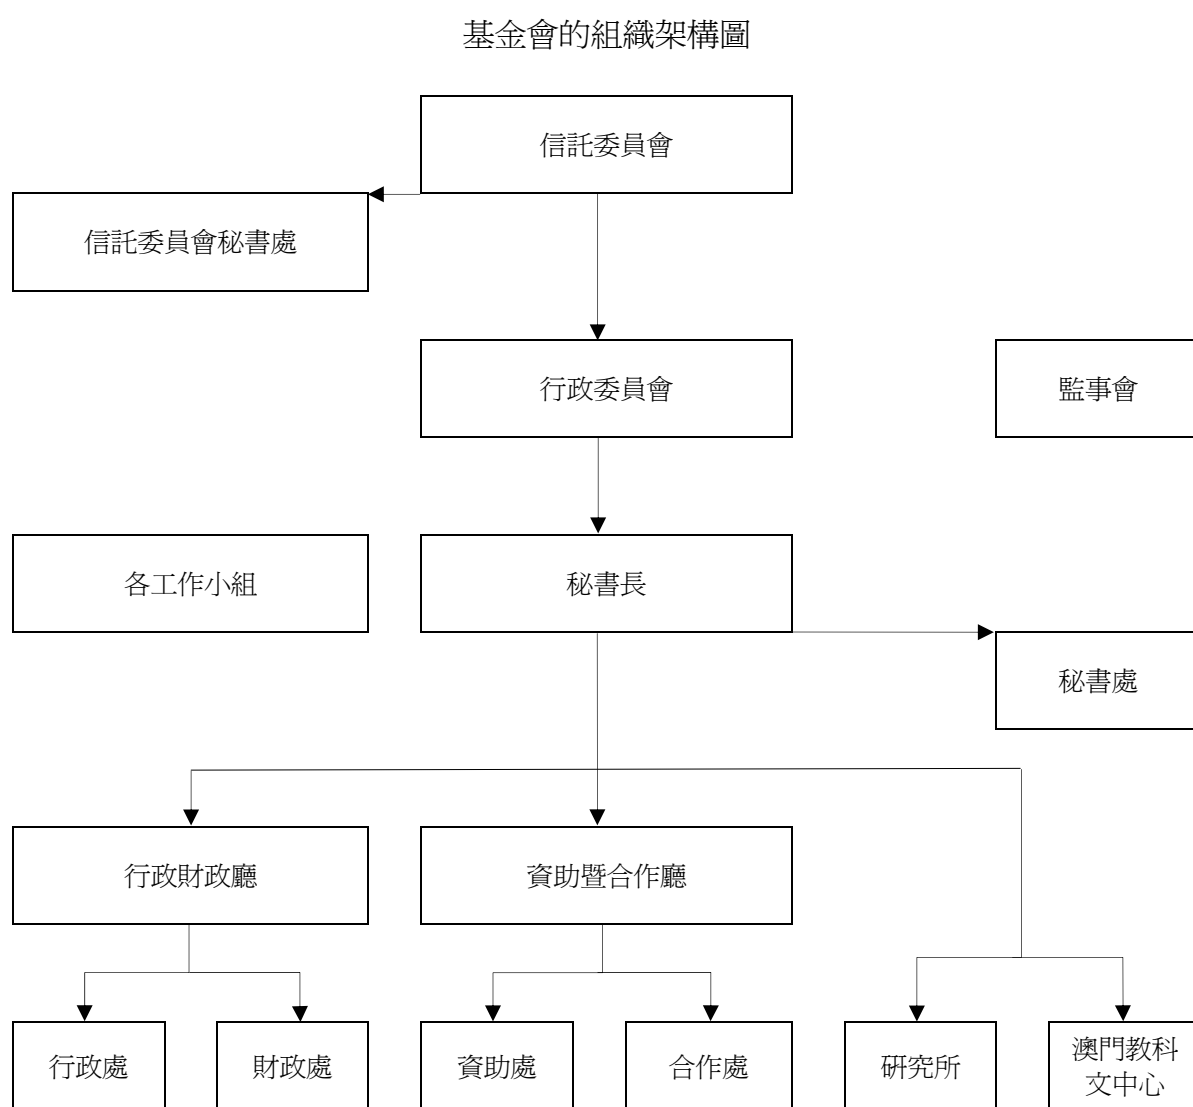 基金會的組織架構圖
信託委員會
信託委員會秘書處
行政委員會
監事會
各工作小組
秘書長
秘書處
行政財政廳
資助暨合作廳
行政處
財政處
資助處
合作處
研究所
澳門教科
文中心